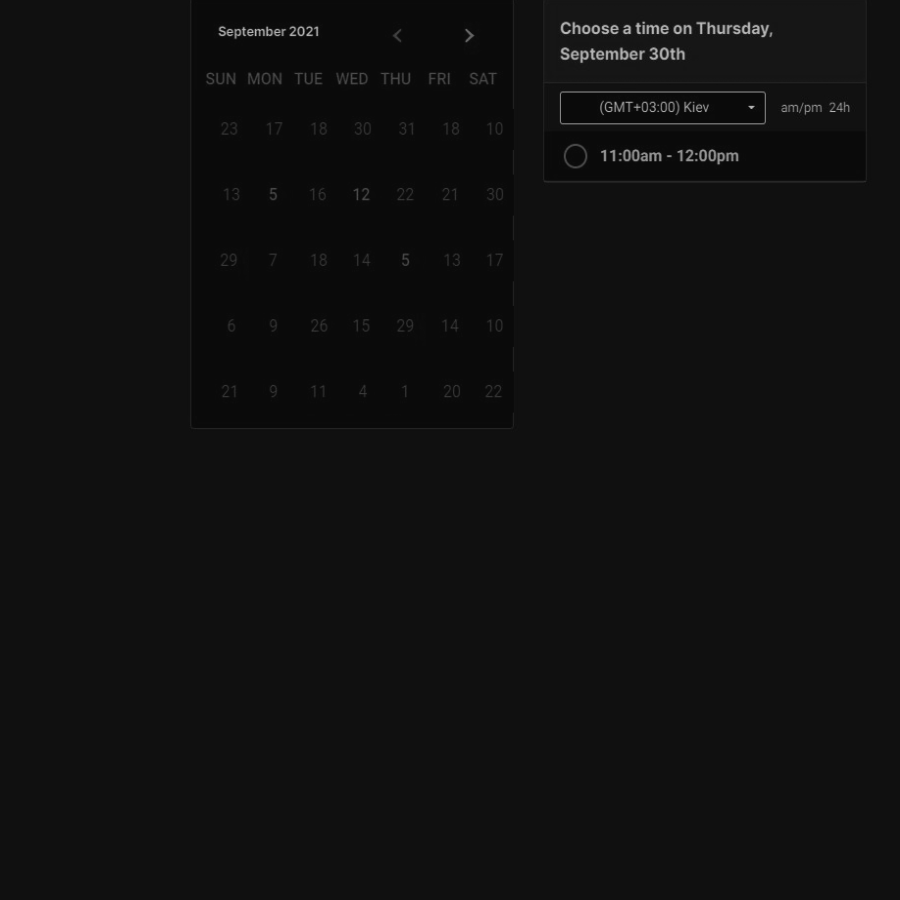 September 2021
SUN MON TUE WED THU FRI SAT
23 17 18 30 31 18 10
13 5 16 12 22 21 30
29 7 18 14 5 13 17
6 9 26 15 29 14 10
21 9 11 4 1 20 22
Choose a time on Thursday,
September 30th
(GMT+03:00) Kiev am/pm 24h
11:00am - 12:00pm